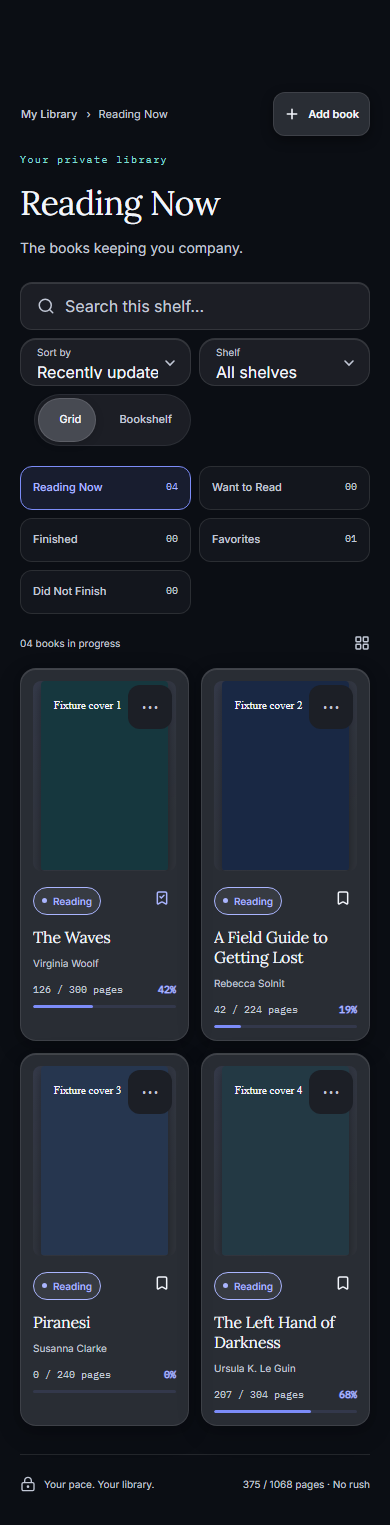 My Library › Reading Now
+ Add book
Your private library
Reading Now
The books keeping you company.
Search this shelf...
Sort by
Recently update
Shelf
All shelves
Grid
Bookshelf
Reading Now 04
Want to Read 00
Finished 00
Favorites 01
Did Not Finish 00
04 books in progress
Fixture cover 1
Fixture cover 2
Reading
Reading
The Waves
Virginia Woolf
126 / 300 pages 42%
A Field Guide to
Getting Lost
Rebecca Solnit
42 / 224 pages 19%
Fixture cover 3
Fixture cover 4
Reading
Reading
Piranesi
Susanna Clarke
0 / 240 pages 0%
The Left Hand of
Darkness
Ursula K. Le Guin
207 / 304 pages 68%
Your pace. Your library.
375 / 1068 pages · No rush